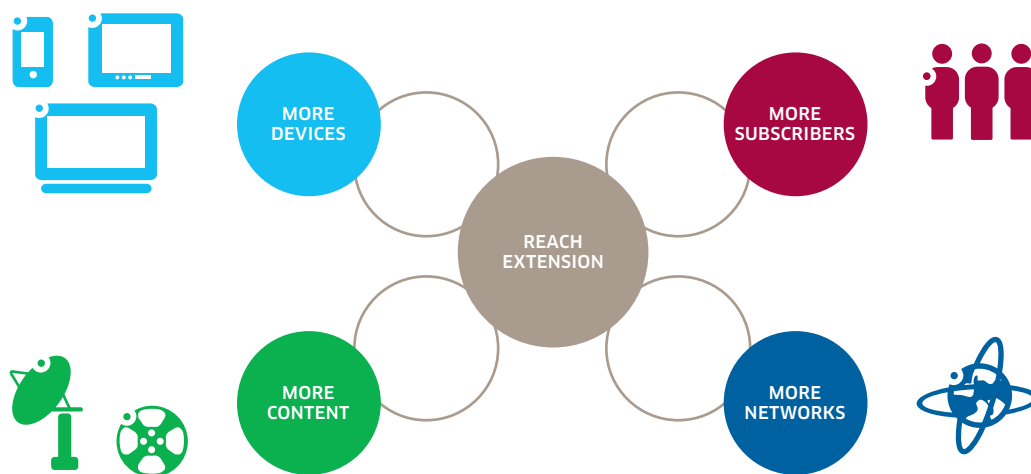 MORE
DEVICES
MORE
SUBSCRIBERS
REACH
EXTENSION
MORE
CONTENT
MORE
NETWORKS